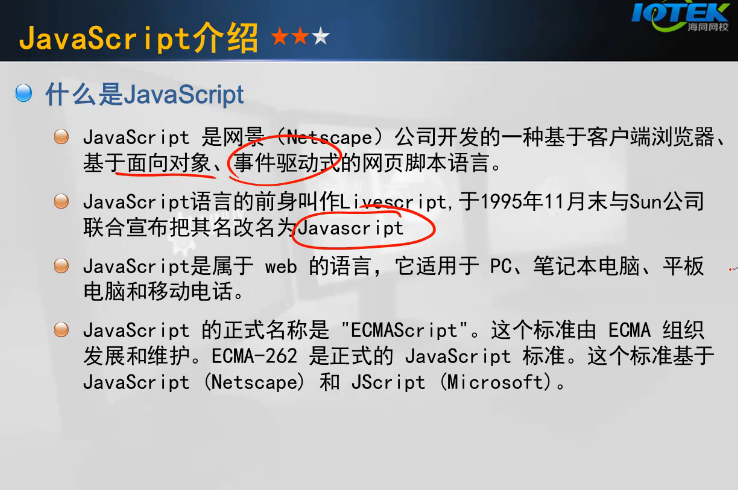 JavaScript介绍
IOTEK
海同网校
什么是JavaScript
JavaScript 是网景（Netscape）公司开发的一种基于客户端浏览器、
基于面向对象、事件驱动式的网页脚本语言。
JavaScript语言的前身叫作Livescript,于1995年11月末与Sun公司
联合宣布把其名改名为Javascript
JavaScript是属于 web 的语言，它适用于 PC、笔记本电脑、平板
电脑和移动电话。
JavaScript 的正式名称是 "ECMAScript"。这个标准由 ECMA 组织
发展和维护。ECMA-262 是正式的 JavaScript 标准。这个标准基于
JavaScript (Netscape) 和 JScript (Microsoft)。